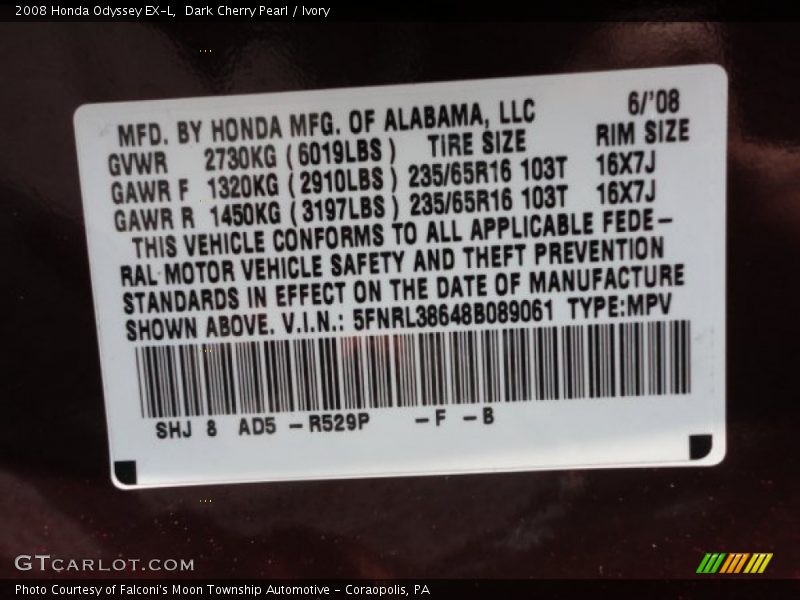 2008 Honda Odyssey EX-L, Dark Cherry Pearl / Ivory
6/'08
MFD. BY HONDA MFG. OF ALABAMA, LLC
GVWR 2730KG (6019LBS) TIRE SIZE RIM SIZE
GAWR F 1320KG (2910LBS) 235/65R16 103T 16X7J
GAWR R 1450KG (3197LBS) 235/65R16 103T 16X7J
THIS VEHICLE CONFORMS TO ALL APPLICABLE FEDE-
RAL MOTOR VEHICLE SAFETY AND THEFT PREVENTION
STANDARDS IN EFFECT ON THE DATE OF MANUFACTURE
SHOWN ABOVE. V.I.N.: 5FNRL38648B089061 TYPE:MPV
SHJ 8 AD5 -R529P -F -B
GTCARLOT.COM
Photo Courtesy of Falconi's Moon Township Automotive - Coraopolis, PA